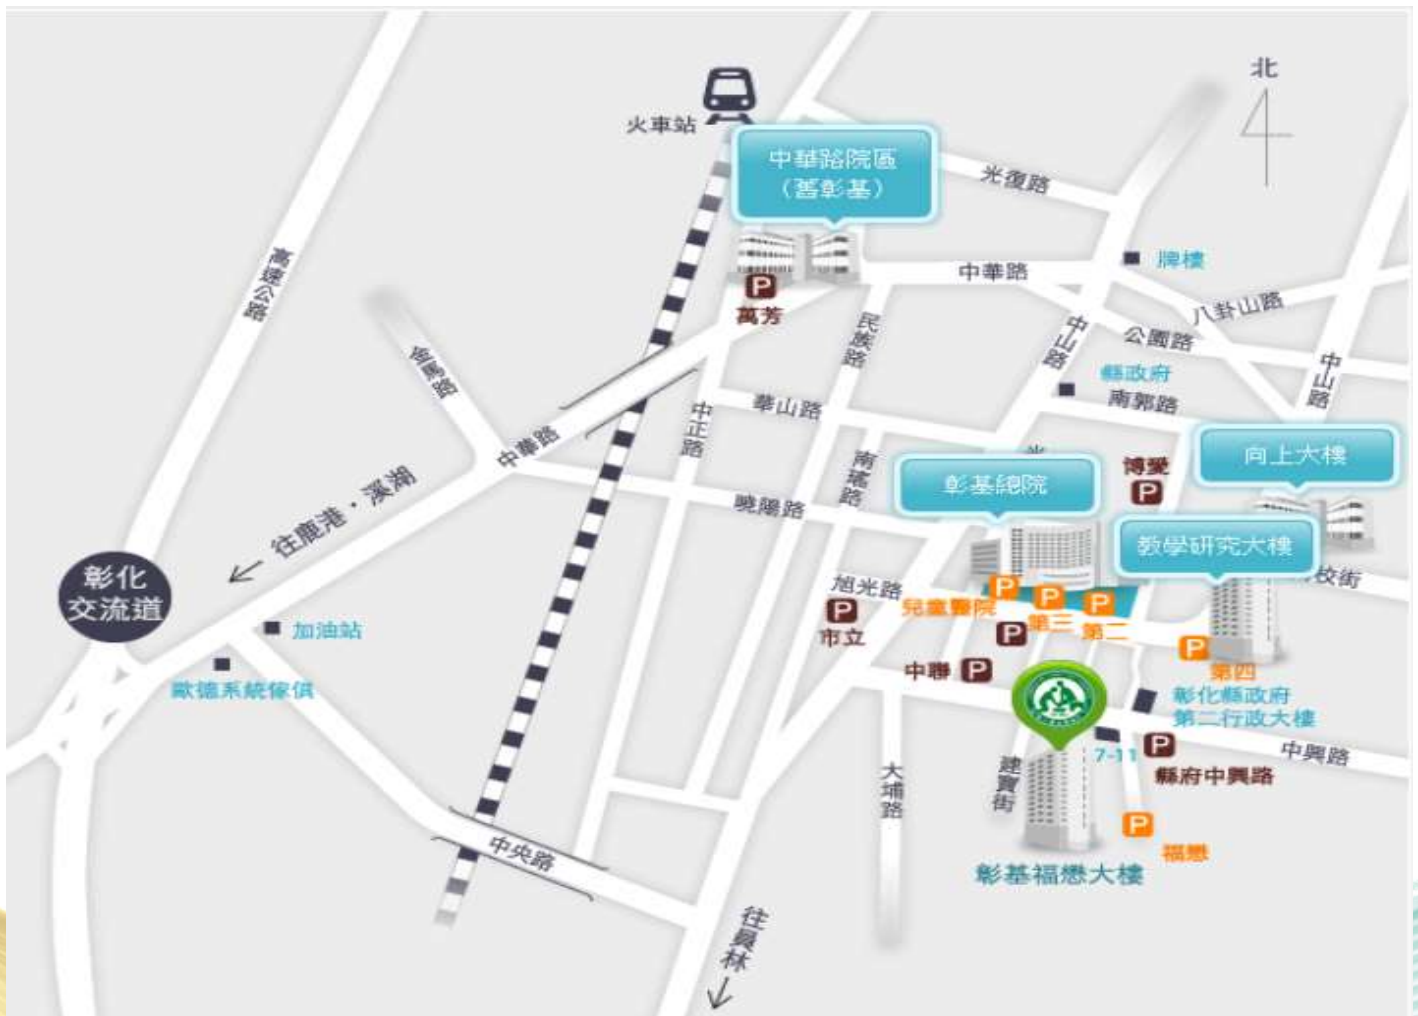 北
火車站
中華路院區
(舊彰基)
光復路
高速公路
牌樓
中華路
萬芳
八卦山路
民族路
中山路
公園路
金馬路
縣政府
中山路
南郭路
華山路
中正路
中華路
南瑤路
光
博愛
向上大樓
彰基總院
曉陽路
教學研究大樓
往鹿港·溪湖
彰化
交流道
旭光路
校街
兒童醫院
第三
第二
加油站
市立
中聯
第四
歐德系統傢俱
彰化縣政府
第二行政大樓
7-11
中興路
縣府中興路
大埔路
建寶街
福懋
中央路
彰基福懋大樓
往員林